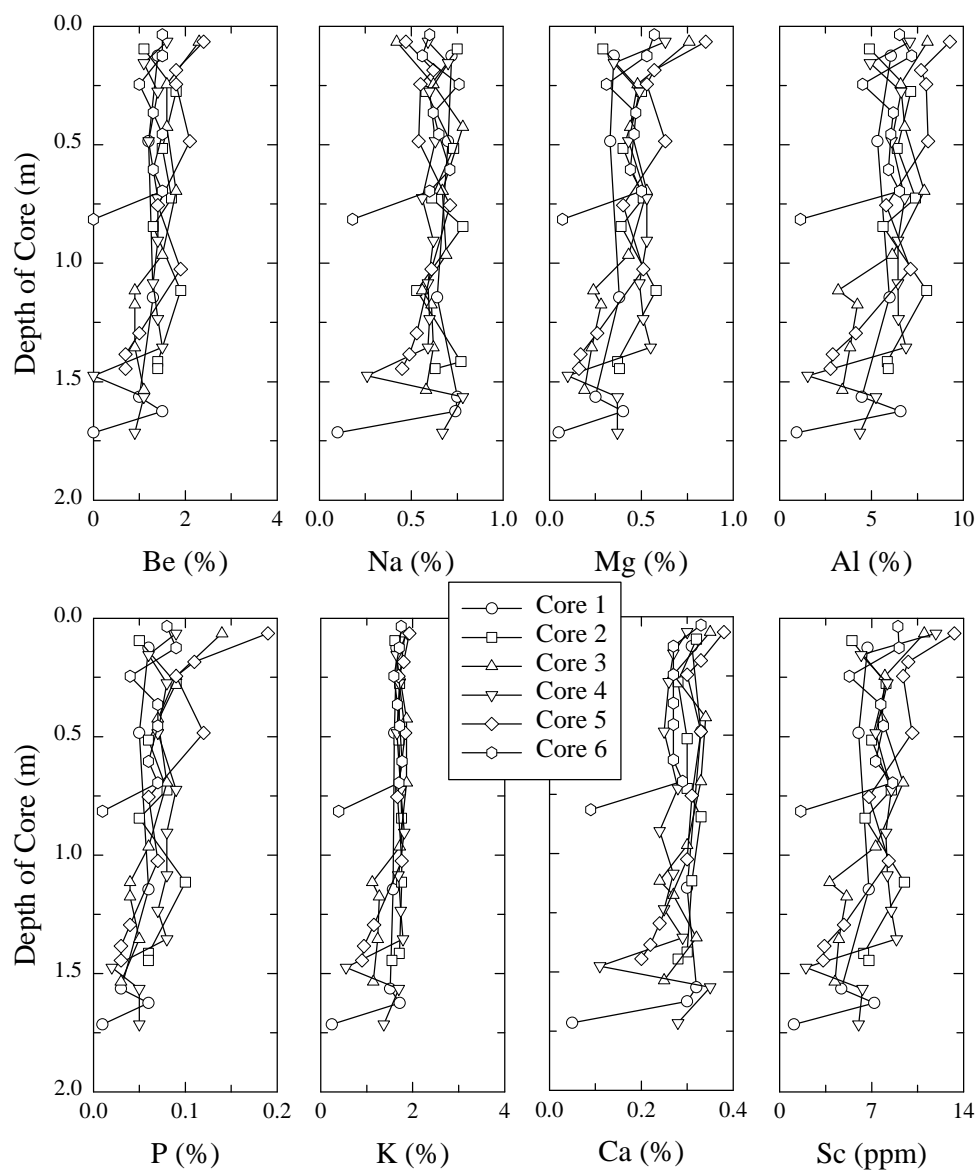 0.0
0.5
1.0
1.5
2.0
Depth of Core (m)
0 2 4
Be (%)
0.0 0.5 1.0
Na (%)
0.0 0.5 1.0
Mg (%)
0 5 10
Al (%)
Core 1
Core 2
Core 3
Core 4
Core 5
Core 6
0.0
0.5
1.0
1.5
2.0
Depth of Core (m)
0.0 0.1 0.2
P (%)
0 2 4
K (%)
0.0 0.2 0.4
Ca (%)
0 7 14
Sc (ppm)